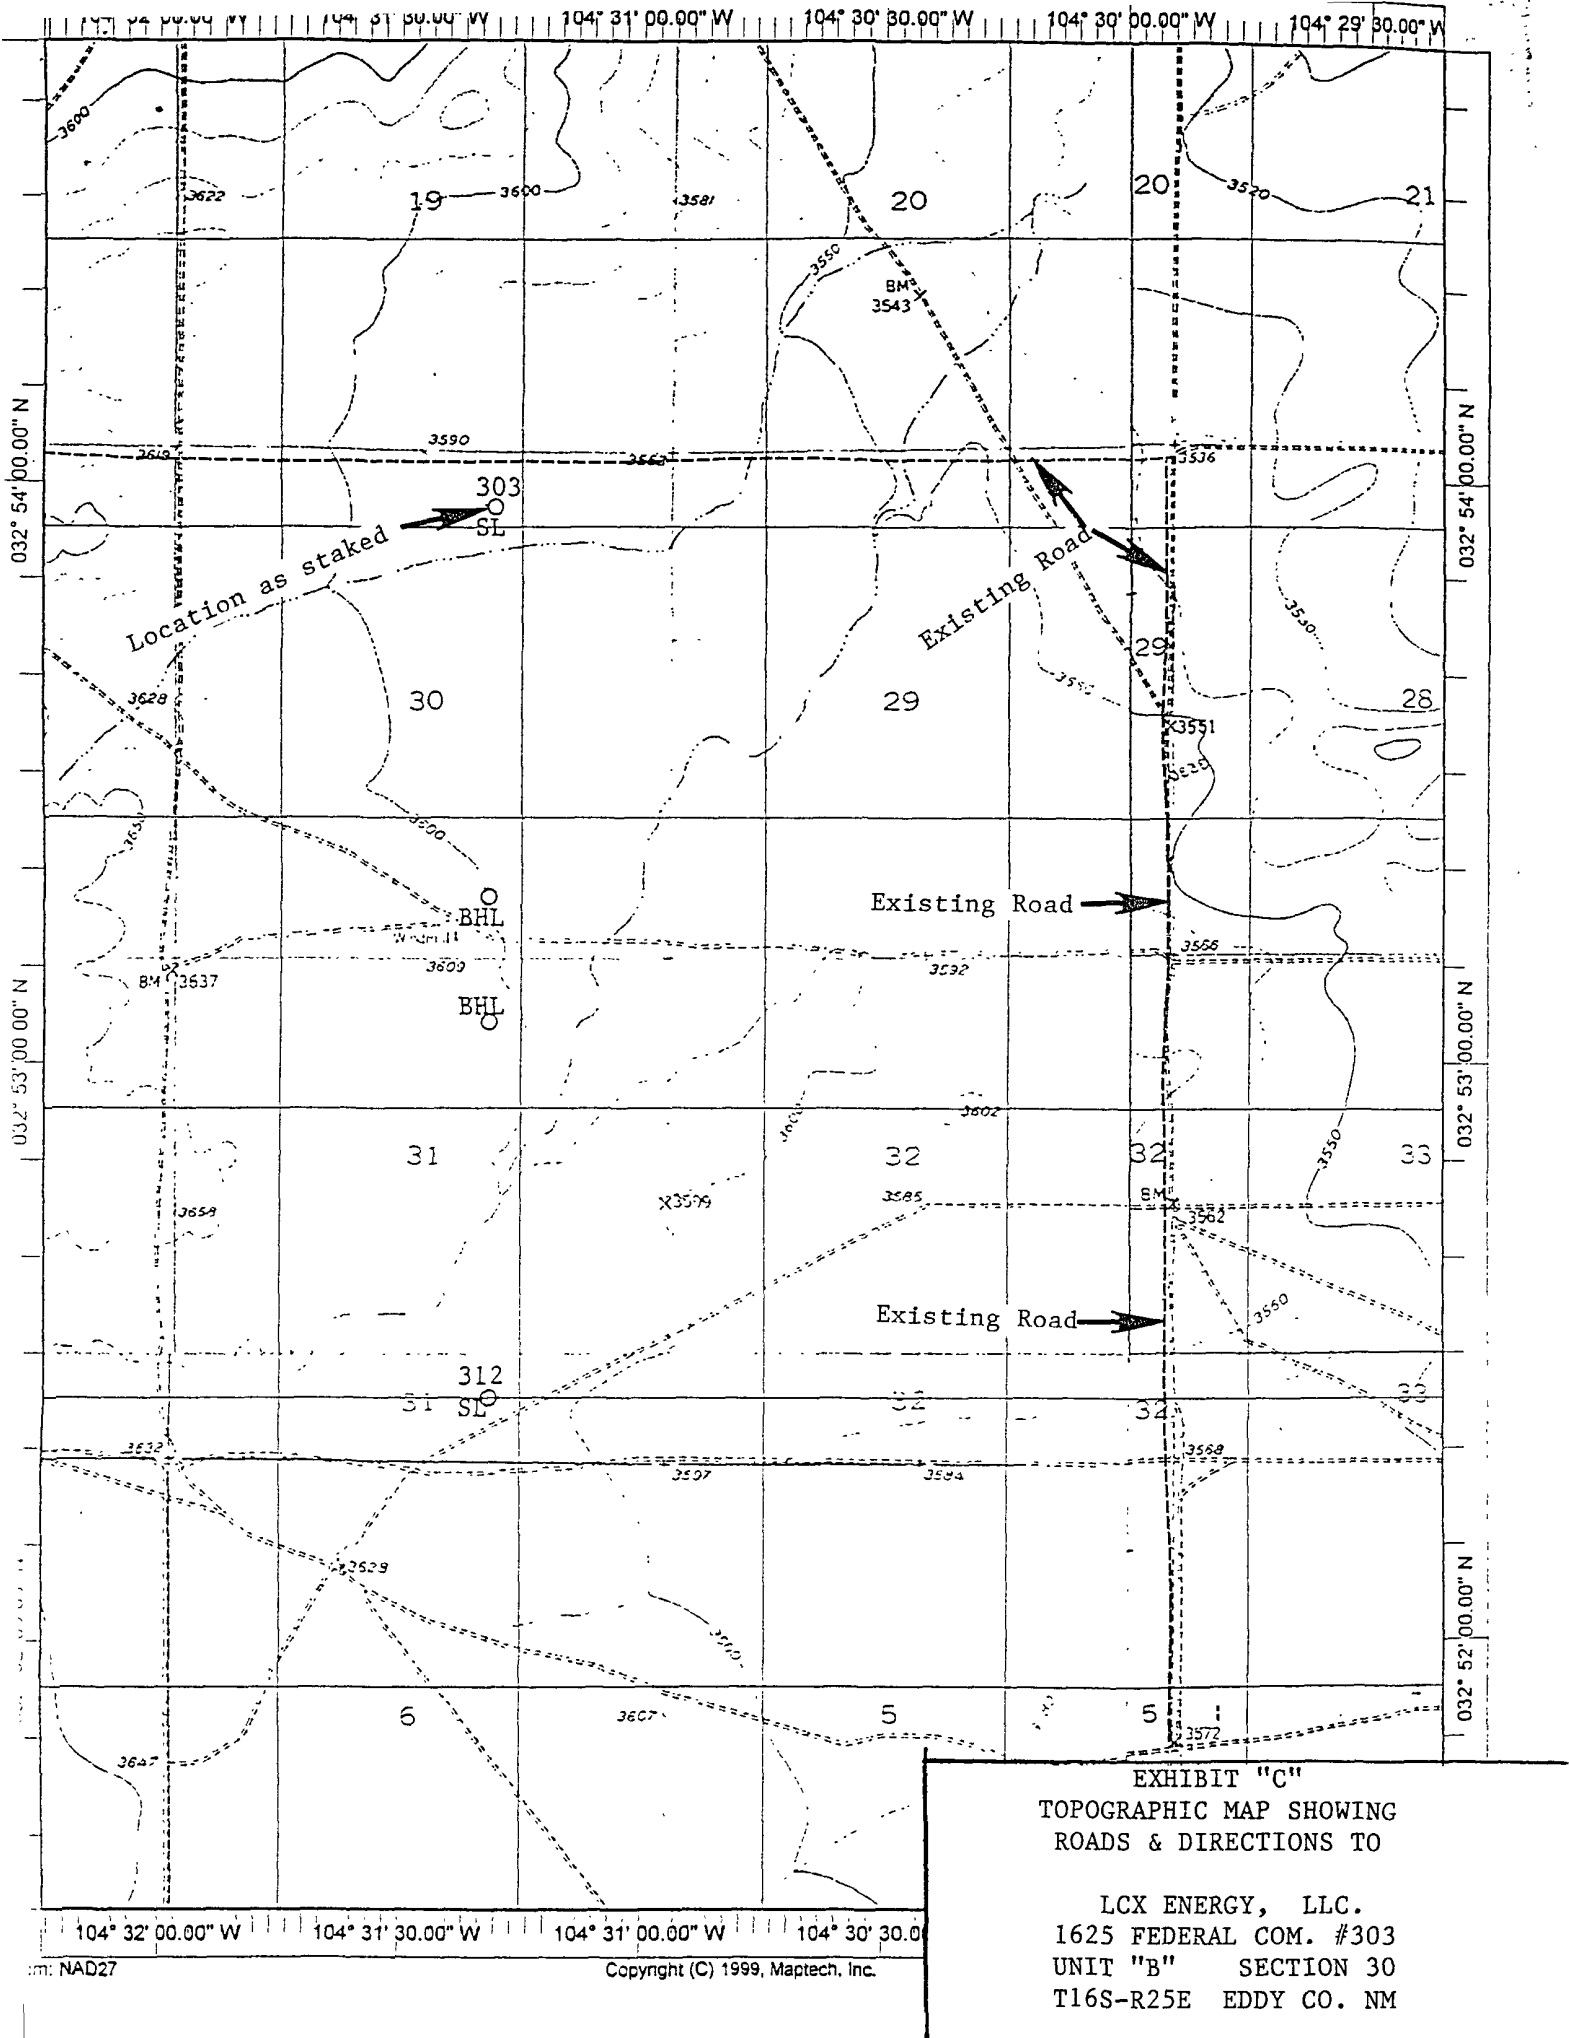 104° 31' 00.00" W
104° 30' 30.00" W
104° 30' 00.00" W
104° 29' 30.00" W
3600
3622
19
3600
3581
20
20
3520
21
3550
BM
3543
032° 54' 00.00" N
032° 54' 00.00" N
3619
3590
3536
303
SL
Location as staked
Existing Road
3628
30
29
29
28
3551
3600
BHL
Existing Road
3566
3609
3592
BM 3637
BHL
032° 53' 00.00" N
032° 53' 00.00" N
3602
31
32
32
33
3550
3658
X3599
3585
BM
3562
Existing Road
3550
312
SL
31
32
32
33
3568
3597
3584
3628
032° 52' 00.00" N
6
3607
5
5
3572
3647
104° 32' 00.00" W
104° 31' 30.00" W
104° 31' 00.00" W
104° 30' 30.0
m: NAD27
Copyright (C) 1999, Maptech, Inc.
EXHIBIT "C"
TOPOGRAPHIC MAP SHOWING
ROADS & DIRECTIONS TO
LCX ENERGY, LLC.
1625 FEDERAL COM. #303
UNIT "B" SECTION 30
T16S-R25E EDDY CO. NM